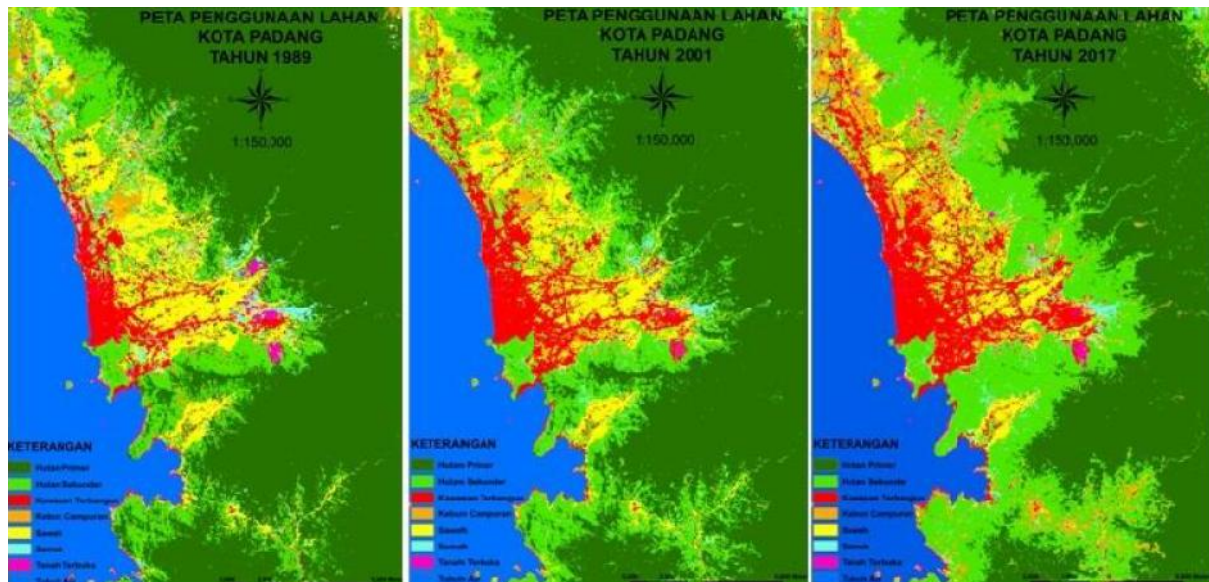 PETA PENGGUNAAN LAHAN
KOTA PADANG
TAHUN 1989
1:150,000
KETERANGAN
Hutan Primer
Hutan Sekunder
Kawasan Terbangun
Kebun Campuran
Sawah
Semak
Tanah Terbuka
PETA PENGGUNAAN LAHAN
KOTA PADANG
TAHUN 2001
1:150,000
KETERANGAN
Hutan Primer
Hutan Sekunder
Kawasan Terbangun
Kebun Campuran
Sawah
Semak
Tanah Terbuka
PETA PENGGUNAAN LAHAN
KOTA PADANG
TAHUN 2017
1:150,000
KETERANGAN
Hutan Primer
Hutan Sekunder
Kawasan Terbangun
Kebun Campuran
Sawah
Semak
Tanah Terbuka